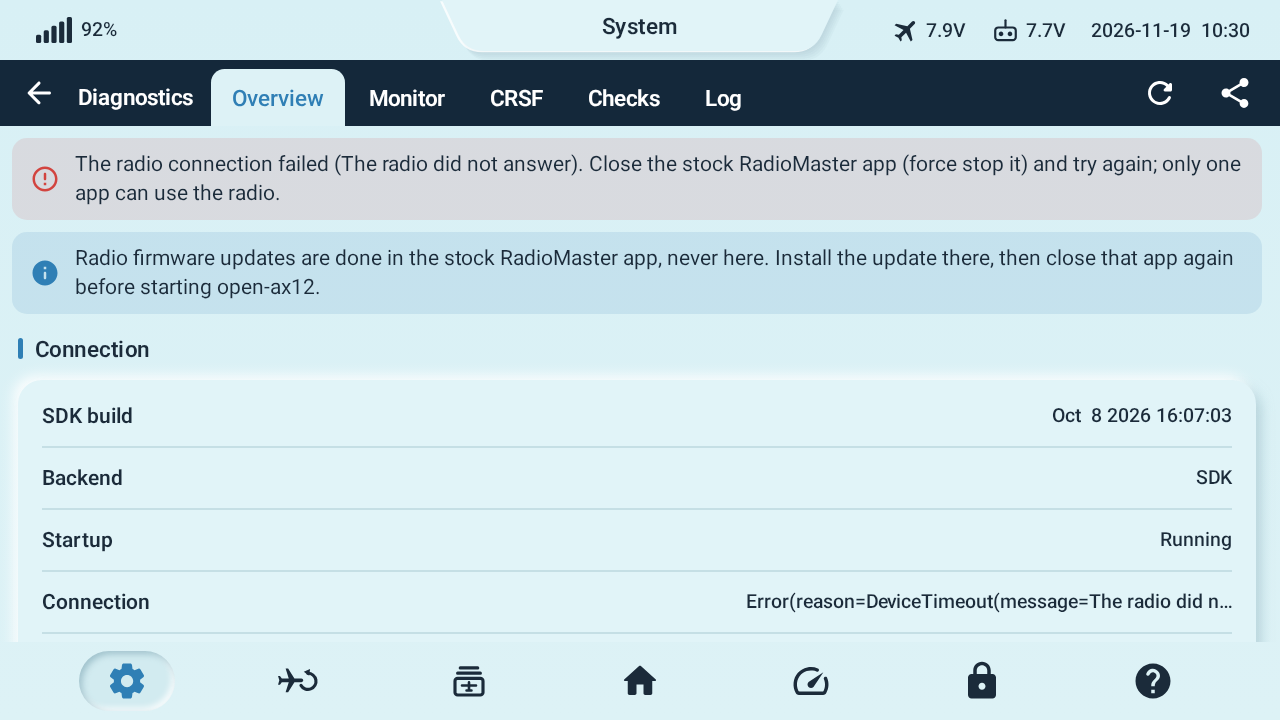 92%
System
7.9V
7.7V
2026-11-19 10:30
Diagnostics
Overview
Monitor
CRSF
Checks
Log
The radio connection failed (The radio did not answer). Close the stock RadioMaster app (force stop it) and try again; only one
app can use the radio.
Radio firmware updates are done in the stock RadioMaster app, never here. Install the update there, then close that app again
before starting open-ax12.
Connection
SDK build
Oct 8 2026 16:07:03
Backend
SDK
Startup
Running
Connection
Error(reason=DeviceTimeout(message=The radio did n…